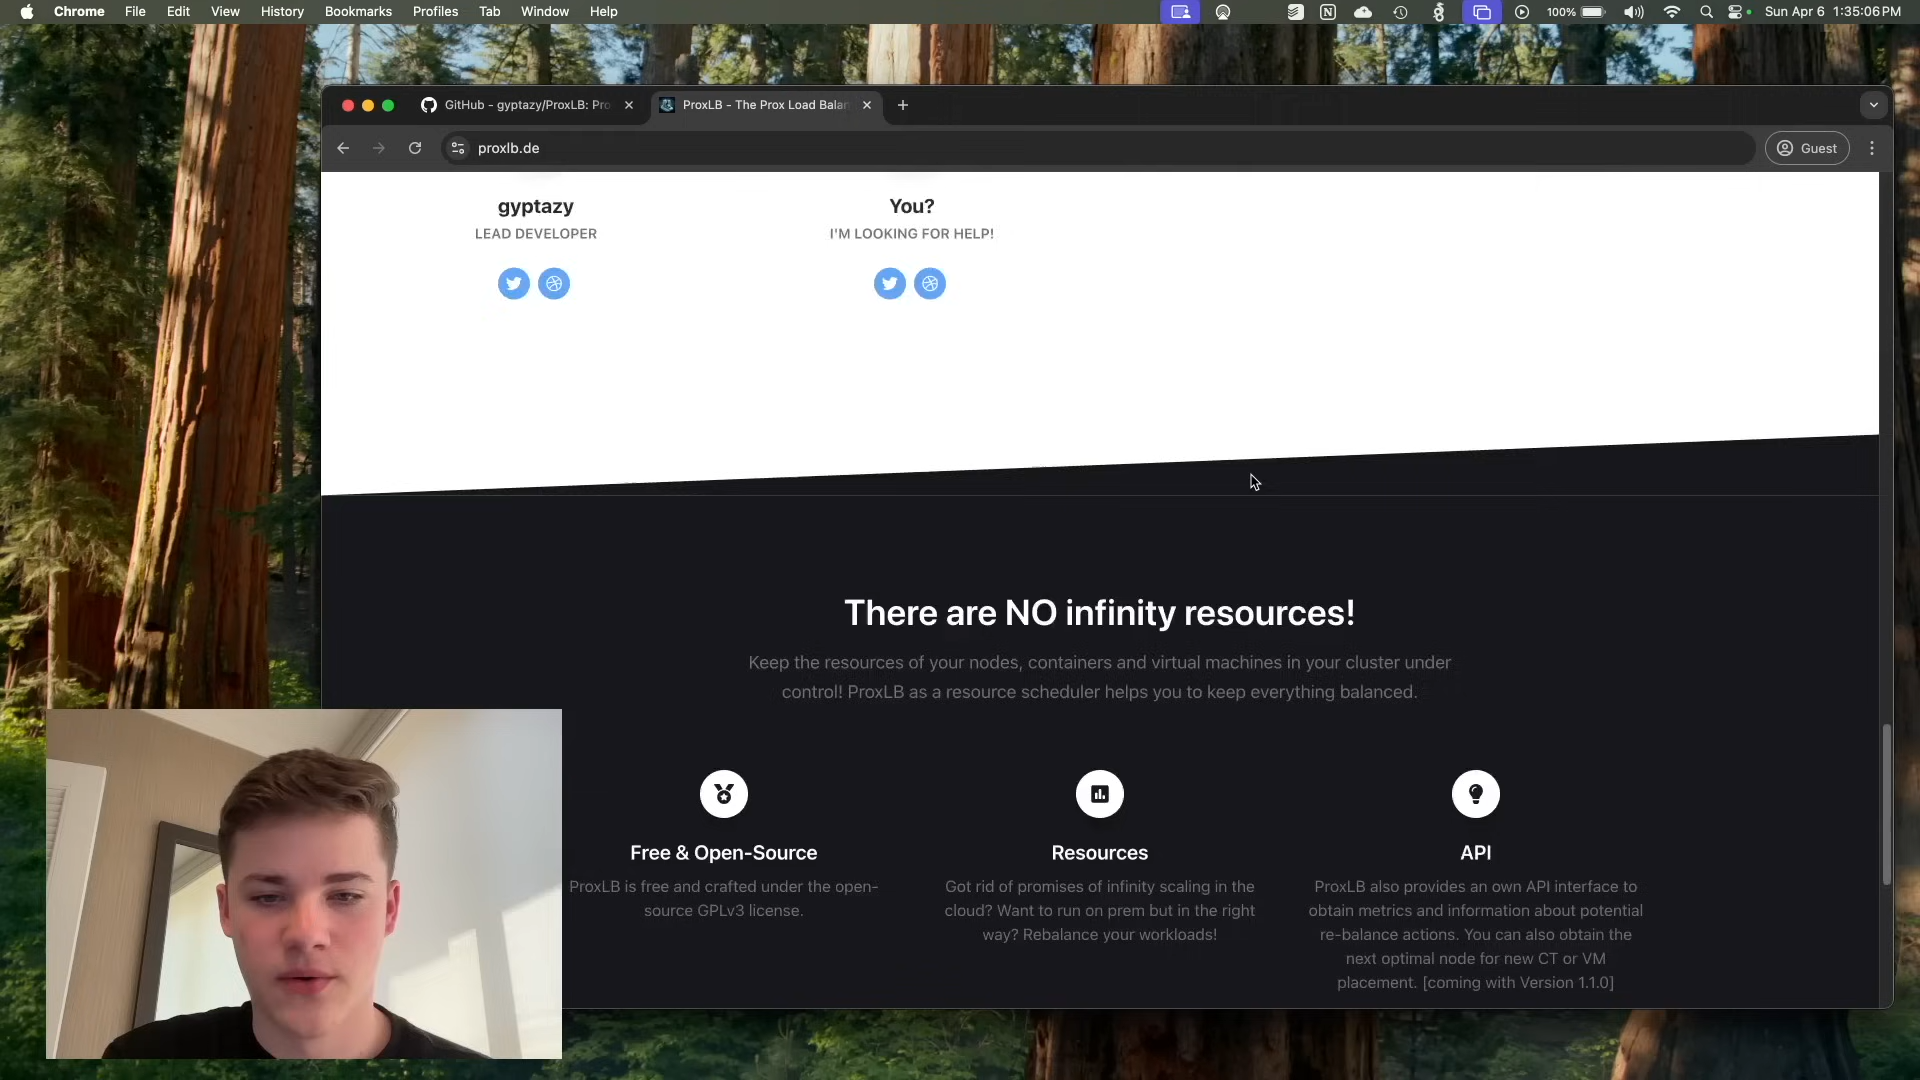 Chrome File Edit View History Bookmarks Profiles Tab Window Help
100% Sun Apr 6 1:35:06 PM
GitHub - gyptazy/ProxLB: Pro
ProxLB - The Prox Load Balan
proxlb.de
Guest
gyptazy
LEAD DEVELOPER
You?
I'M LOOKING FOR HELP!
There are NO infinity resources!
Keep the resources of your nodes, containers and virtual machines in your cluster under
control! ProxLB as a resource scheduler helps you to keep everything balanced.
Free & Open-Source
ProxLB is free and crafted under the open-
source GPLv3 license.
Resources
Got rid of promises of infinity scaling in the
cloud? Want to run on prem but in the right
way? Rebalance your workloads!
API
ProxLB also provides an own API interface to
obtain metrics and information about potential
re-balance actions. You can also obtain the
next optimal node for new CT or VM
placement. [coming with Version 1.1.0]